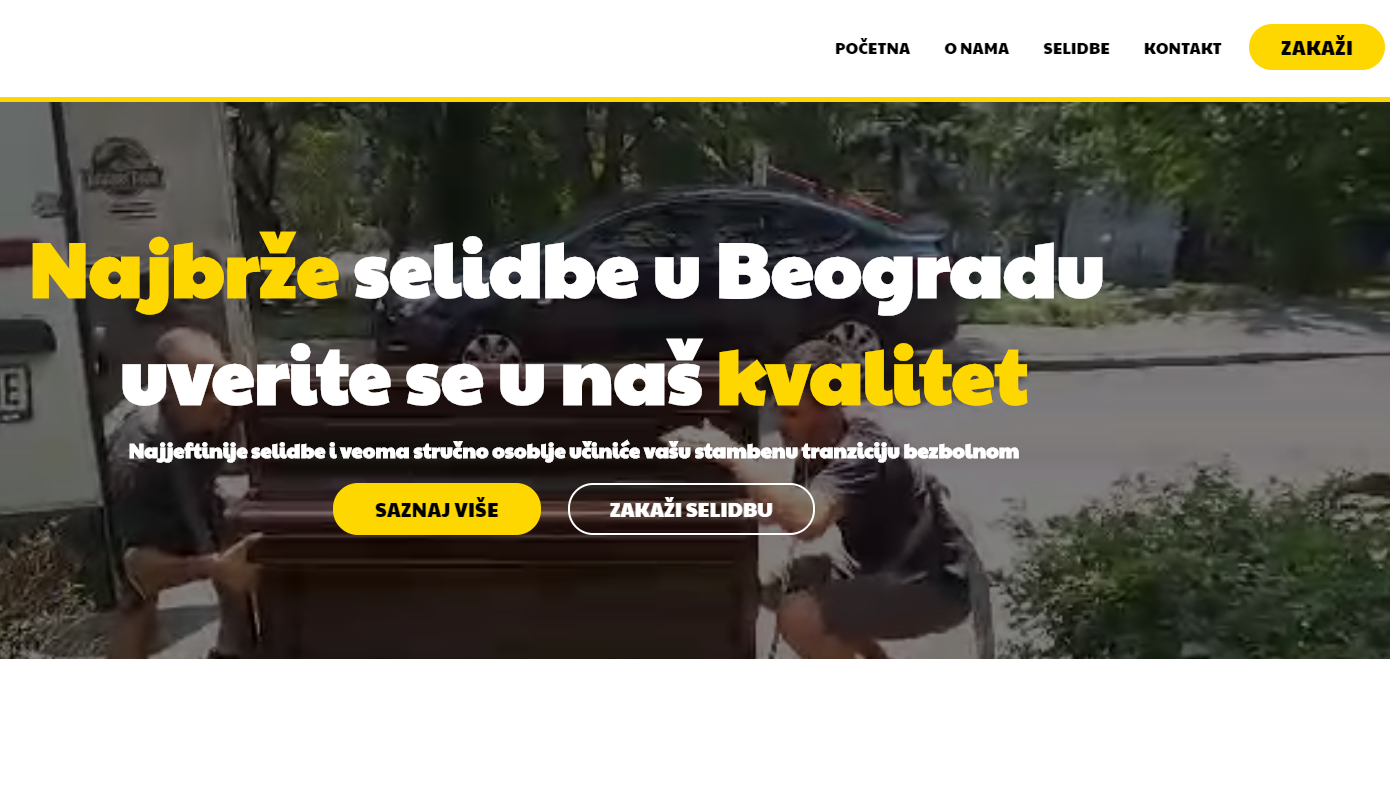 POČETNA O NAMA SELIDBE KONTAKT ZAKAŽI
Najbrže selidbe u Beogradu
uverite se u naš kvalitet
Najjeftinije selidbe i veoma stručno osoblje učiniće vašu stambenu tranziciju bezbolnom
SAZNAJ VIŠE ZAKAŽI SELIDBU